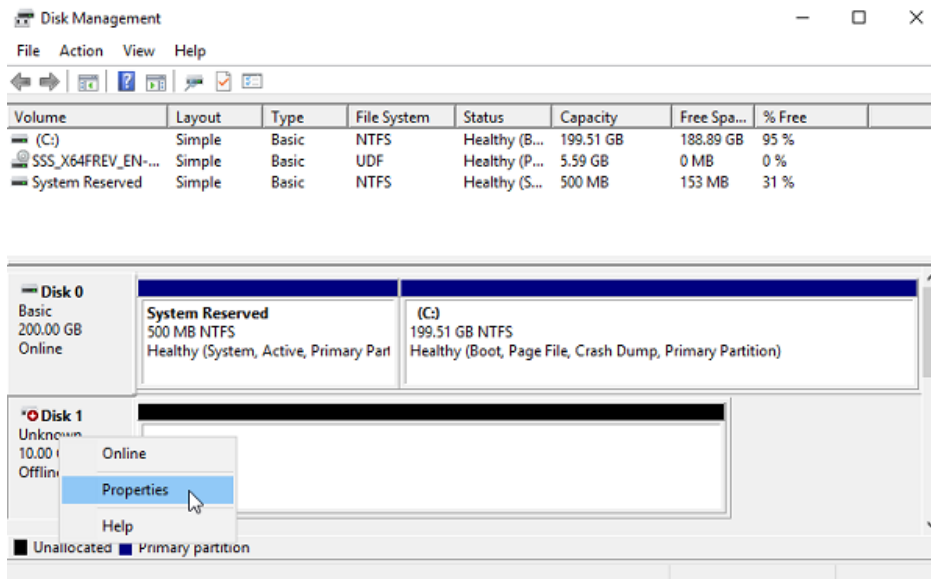 Disk Management
File Action View Help
Volume Layout Type File System Status Capacity Free Spa... % Free
(C:) Simple Basic NTFS Healthy (B... 199.51 GB 188.89 GB 95 %
SSS_X64FREV_EN-... Simple Basic UDF Healthy (P... 5.59 GB 0 MB 0 %
System Reserved Simple Basic NTFS Healthy (S... 500 MB 153 MB 31 %
Disk 0
Basic
200.00 GB
Online
System Reserved
500 MB NTFS
Healthy (System, Active, Primary Part
(C:)
199.51 GB NTFS
Healthy (Boot, Page File, Crash Dump, Primary Partition)
Disk 1
Unknown
10.00
Offline
Online
Properties
Help
Unallocated Primary partition